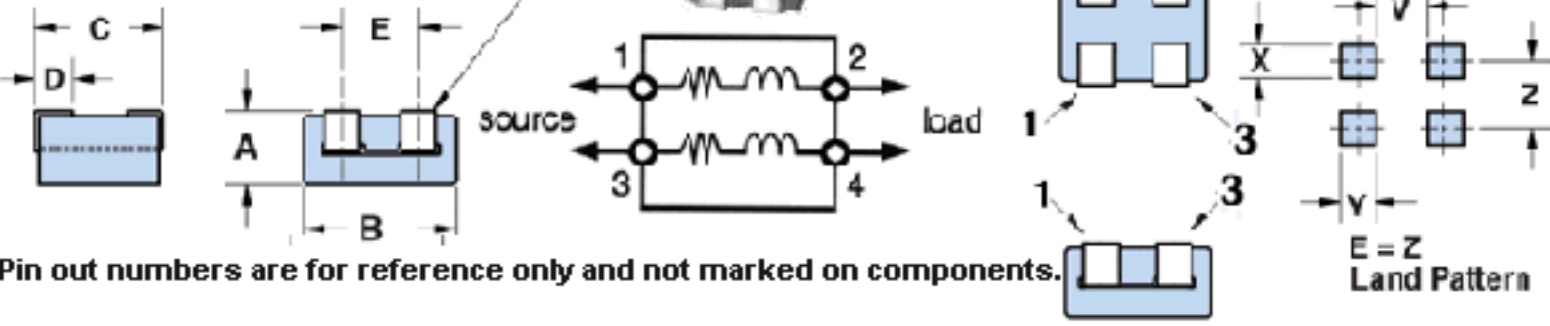 C
E
V
D
1
2
X
A
source
load
Z
1
3
3
4
1
3
B
Y
Pin out numbers are for reference only and not marked on components.
E = Z
Land Pattern